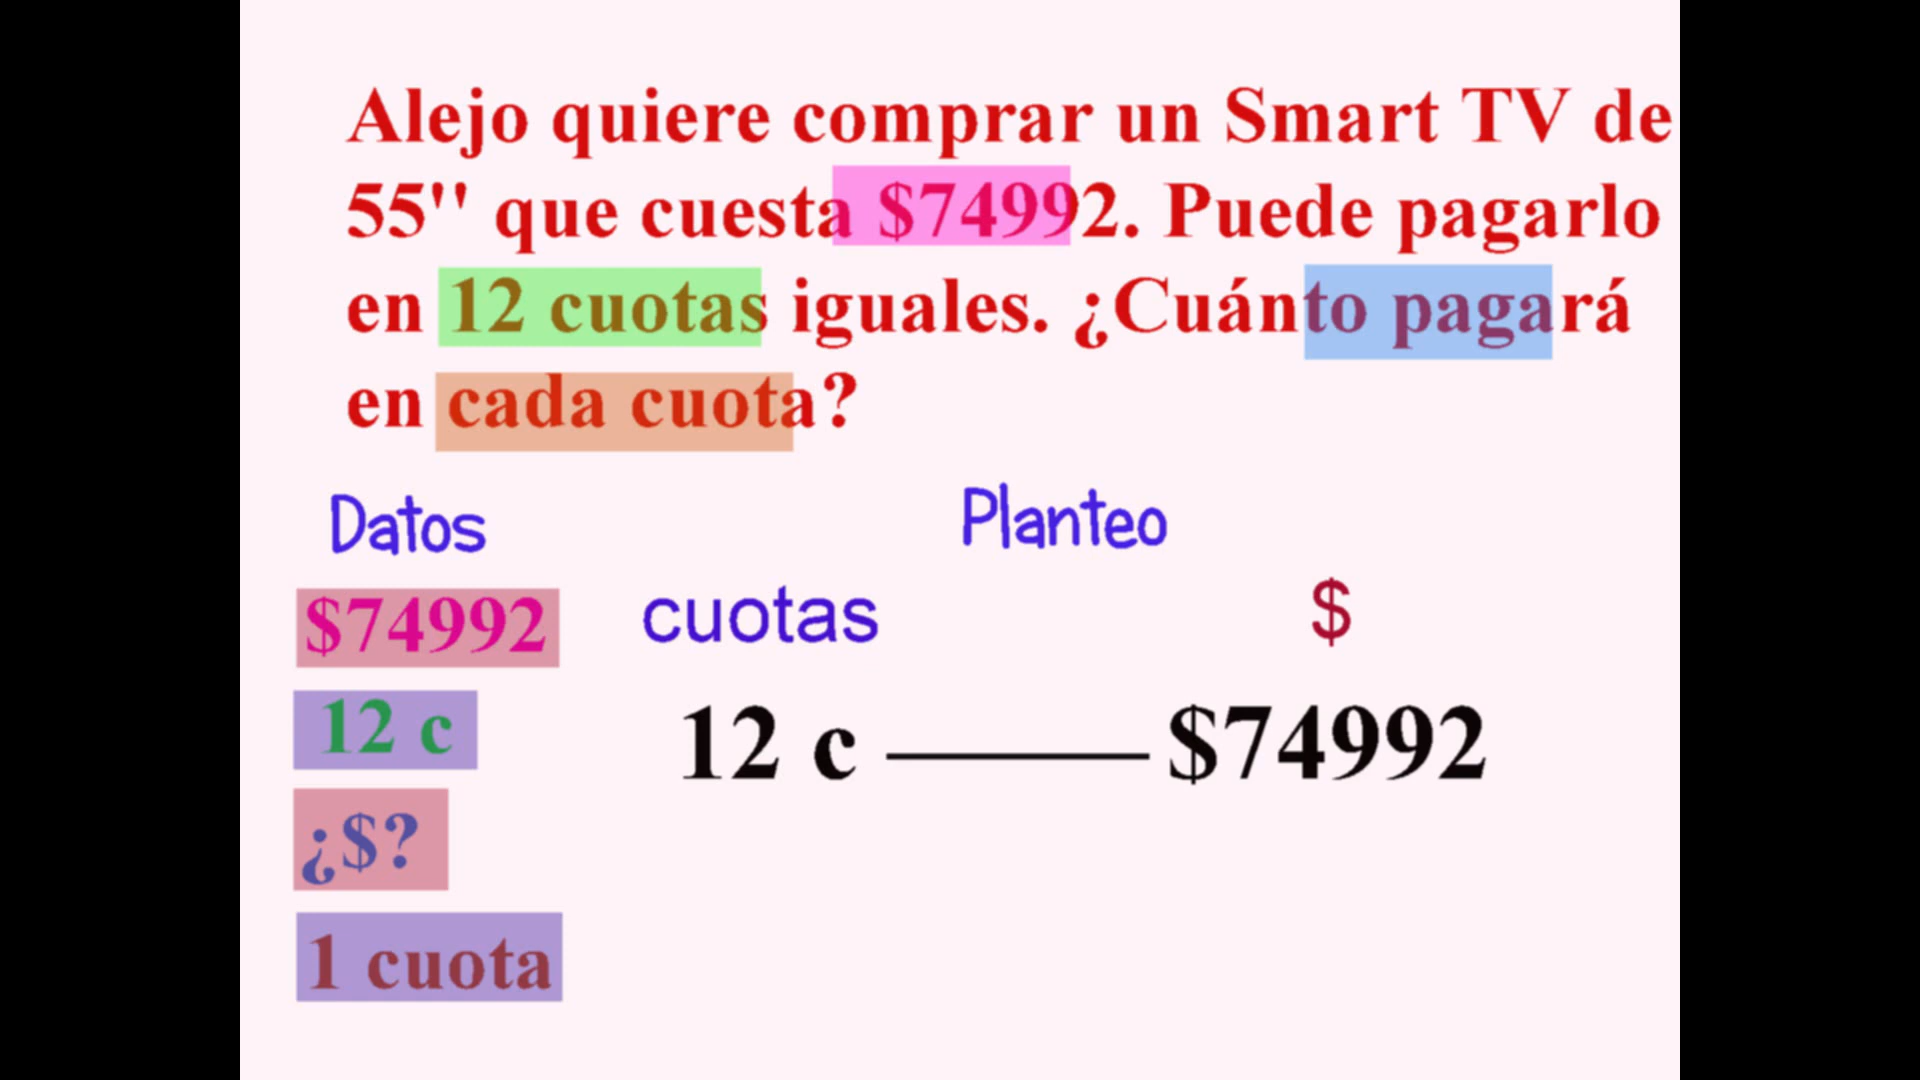 Alejo quiere comprar un Smart TV de
55'' que cuesta $74992. Puede pagarlo
en 12 cuotas iguales. ¿Cuánto pagará
en cada cuota?
Datos
Planteo
$74992
cuotas
$
12 c
12 c ——— $74992
¿$?
1 cuota